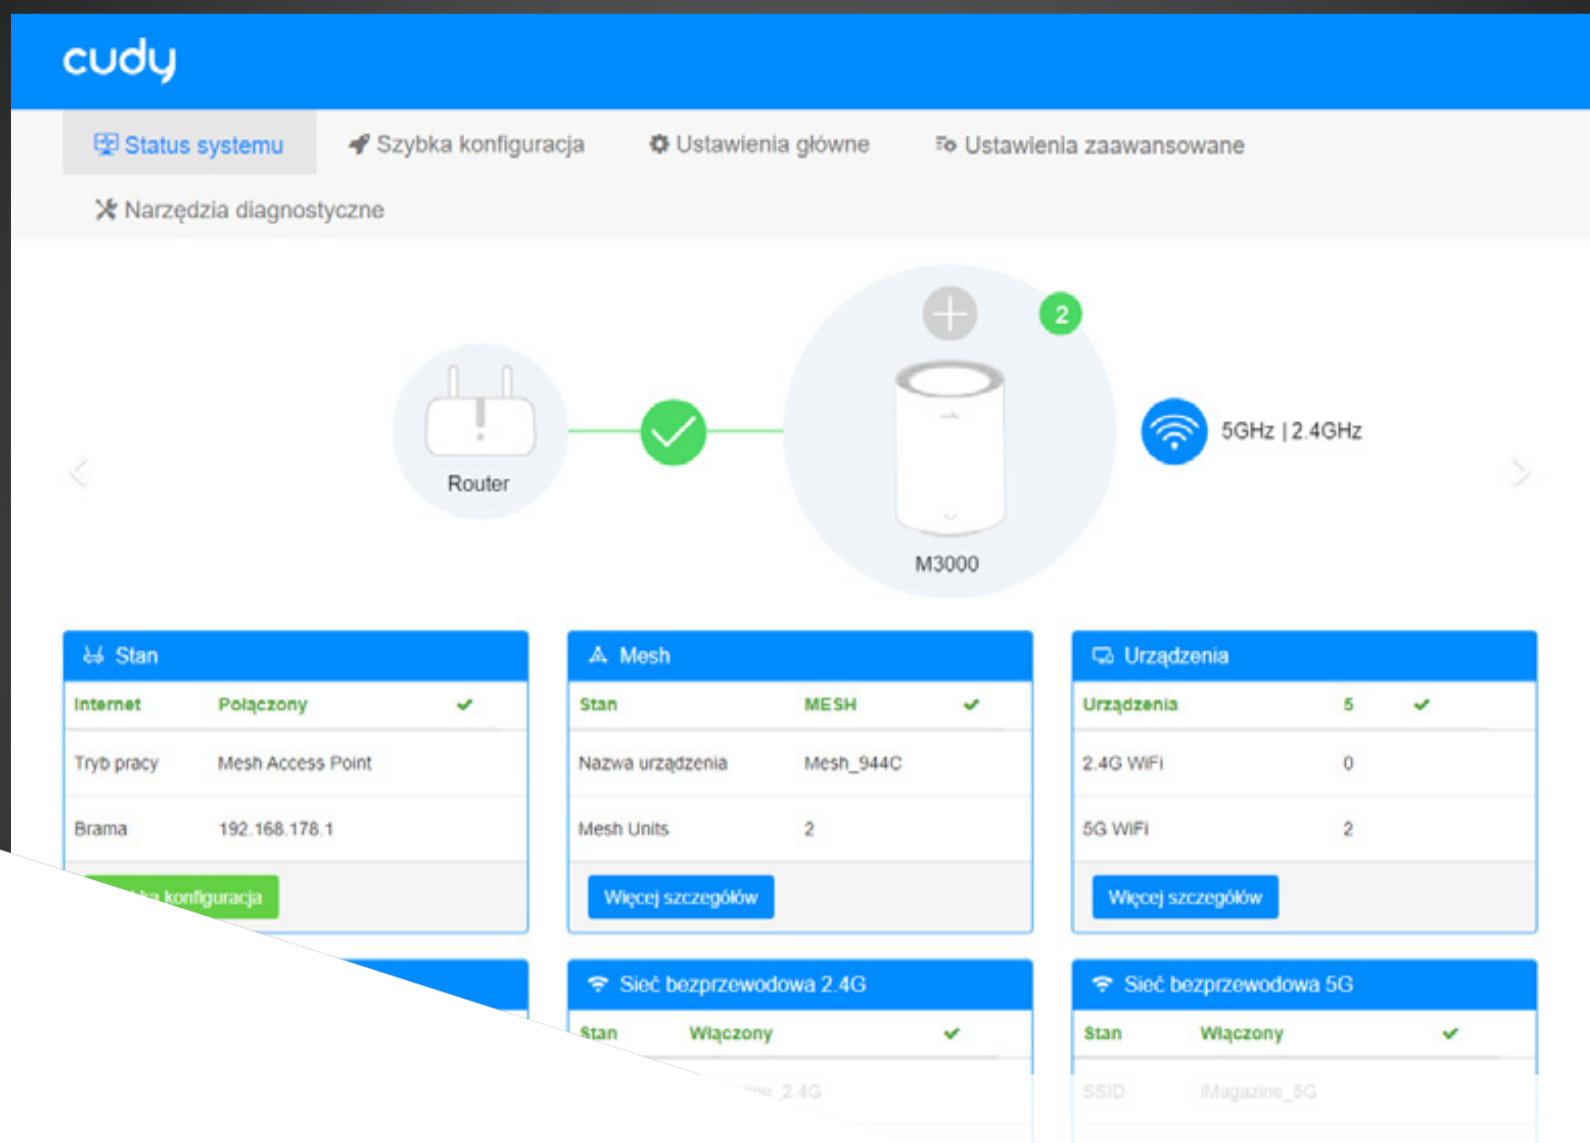 cudy
Status systemu
Szybka konfiguracja
Ustawienia główne
Ustawienia zaawansowane
Narzędzia diagnostyczne
2
Router
M3000
5GHz | 2.4GHz
Stan
Internet Połączony
Tryb pracy Mesh Access Point
Brama 192.168.178.1
konfiguracja
Mesh
Stan MESH
Nazwa urządzenia Mesh_944C
Mesh Units 2
Więcej szczegółów
Urządzenia
Urządzenia 5
2.4G WiFi 0
5G WiFi 2
Więcej szczegółów
Sieć bezprzewodowa 2.4G
Stan Włączony
Sieć bezprzewodowa 5G
Stan Włączony
SSID iMagazine_5G